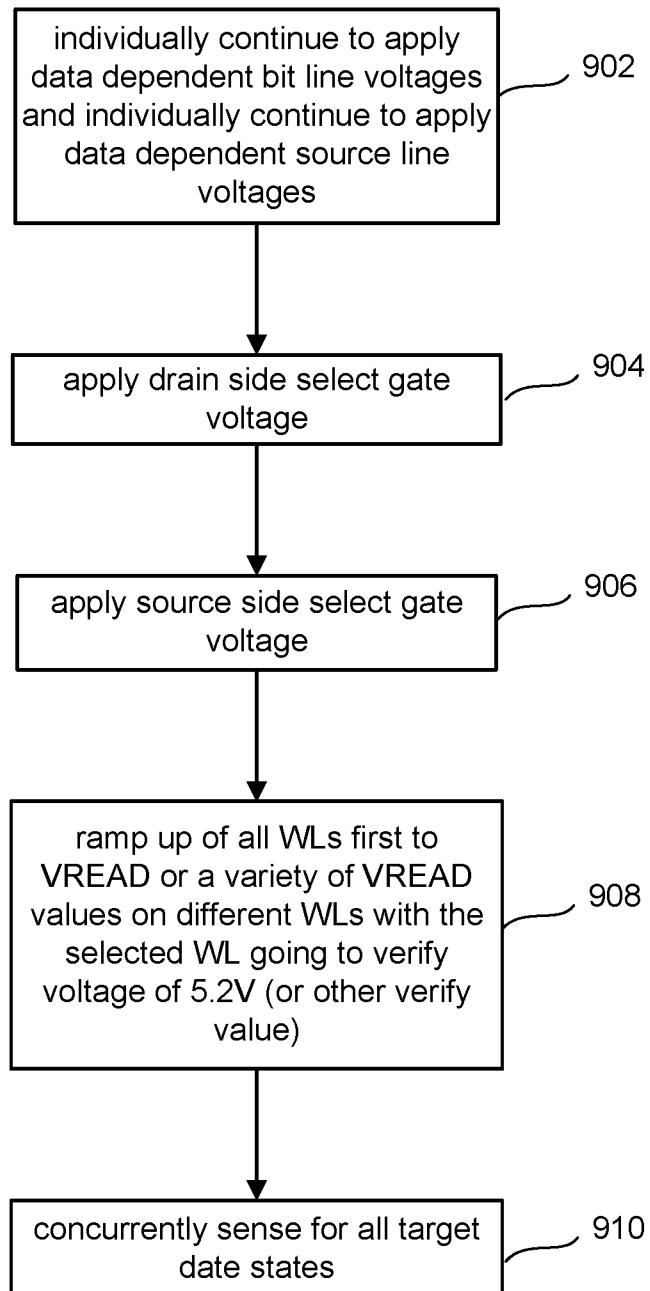 individually continue to apply
data dependent bit line voltages
and individually continue to apply
data dependent source line
voltages
902
apply drain side select gate
voltage
904
apply source side select gate
voltage
906
ramp up of all WLs first to
VREAD or a variety of VREAD
values on different WLs with the
selected WL going to verify
voltage of 5.2V (or other verify
value)
908
concurrently sense for all target
date states
910